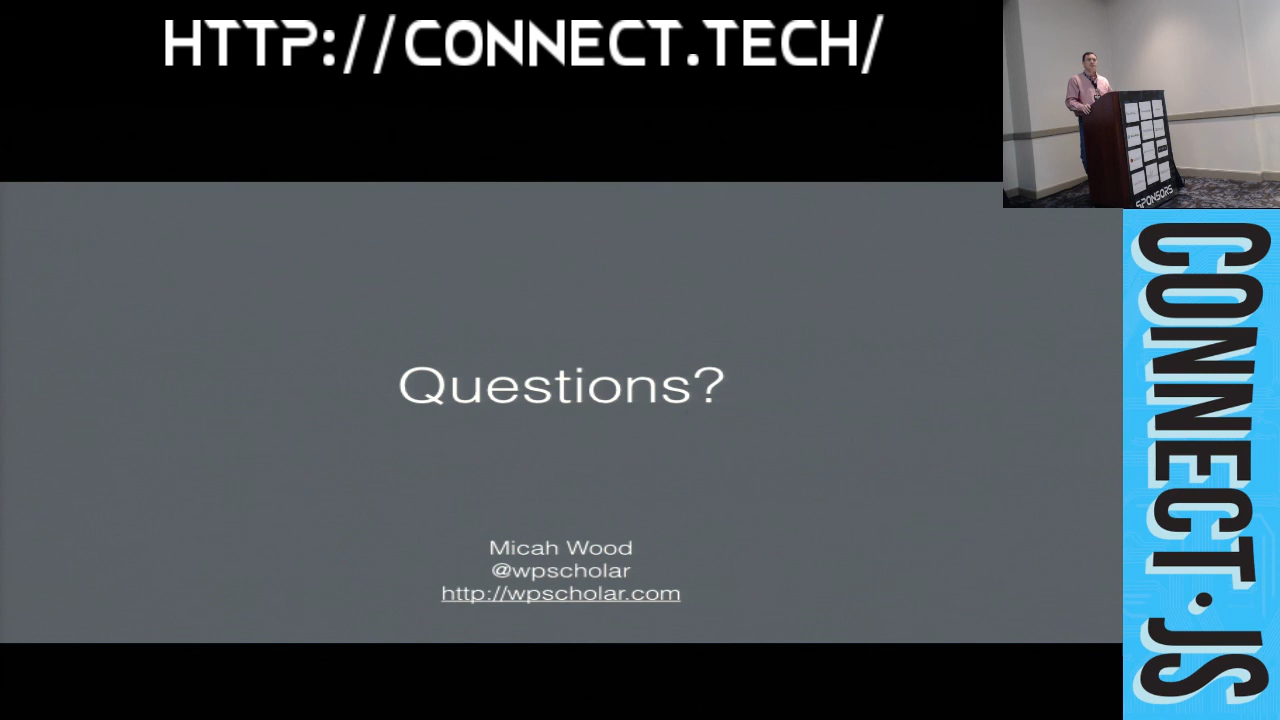 HTTP://CONNECT.TECH/
SPONSORS
Questions?
Micah Wood
@wpscholar
http://wpscholar.com
CONNECT.JS